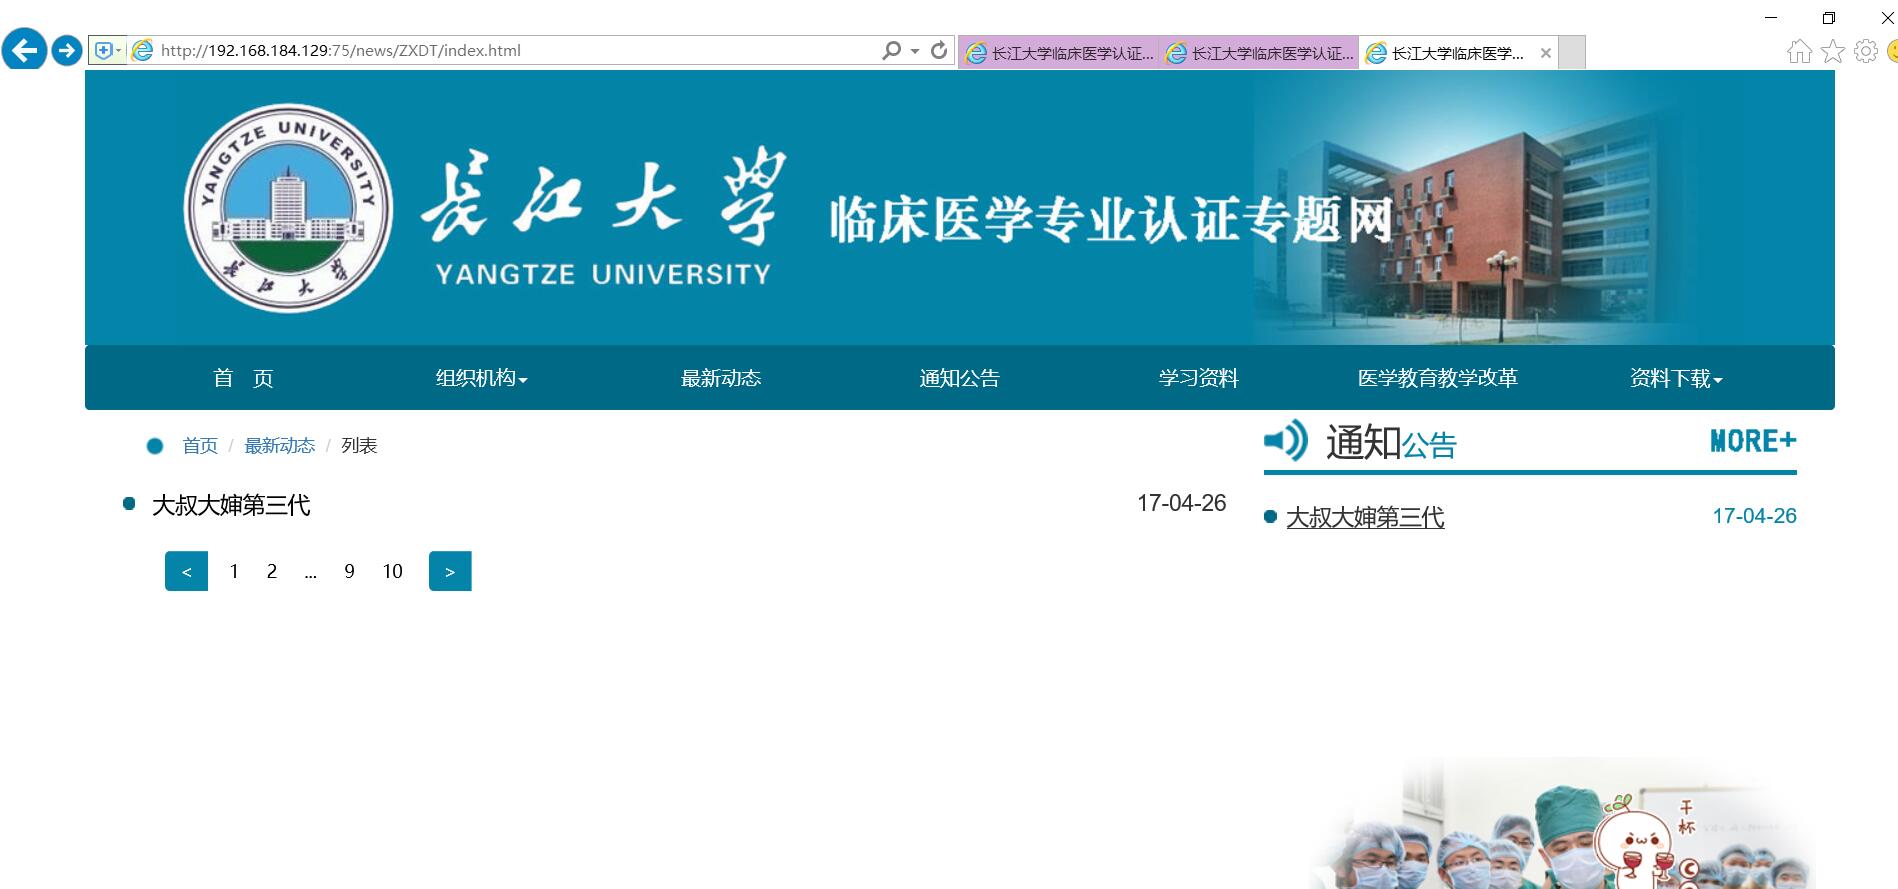 http://192.168.184.129:75/news/ZXDT/index.html
长江大学临床医学认证...
长江大学临床医学认证...
长江大学临床医学...
YANGTZE UNIVERSITY
长江大学
长江大学
YANGTZE UNIVERSITY
临床医学专业认证专题网
首 页
组织机构
最新动态
通知公告
学习资料
医学教育教学改革
资料下载
首页 / 最新动态 / 列表
通知公告
MORE+
大叔大婶第三代
17-04-26
大叔大婶第三代
17-04-26
< 1 2 ... 9 10 >
干杯